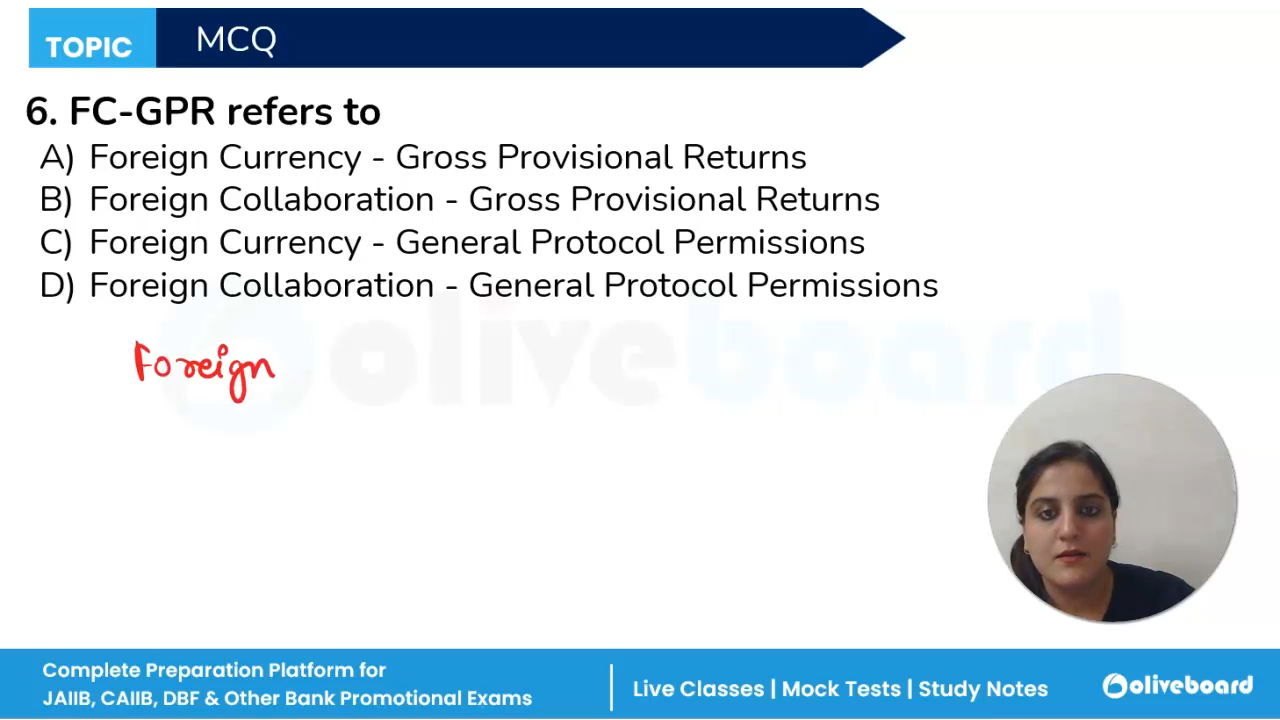 TOPIC MCQ
6. FC-GPR refers to
A) Foreign Currency - Gross Provisional Returns
B) Foreign Collaboration - Gross Provisional Returns
C) Foreign Currency - General Protocol Permissions
D) Foreign Collaboration - General Protocol Permissions
oliveboard
Foreign
Complete Preparation Platform for
JAIIB, CAIIB, DBF & Other Bank Promotional Exams
Live Classes | Mock Tests | Study Notes
oliveboard